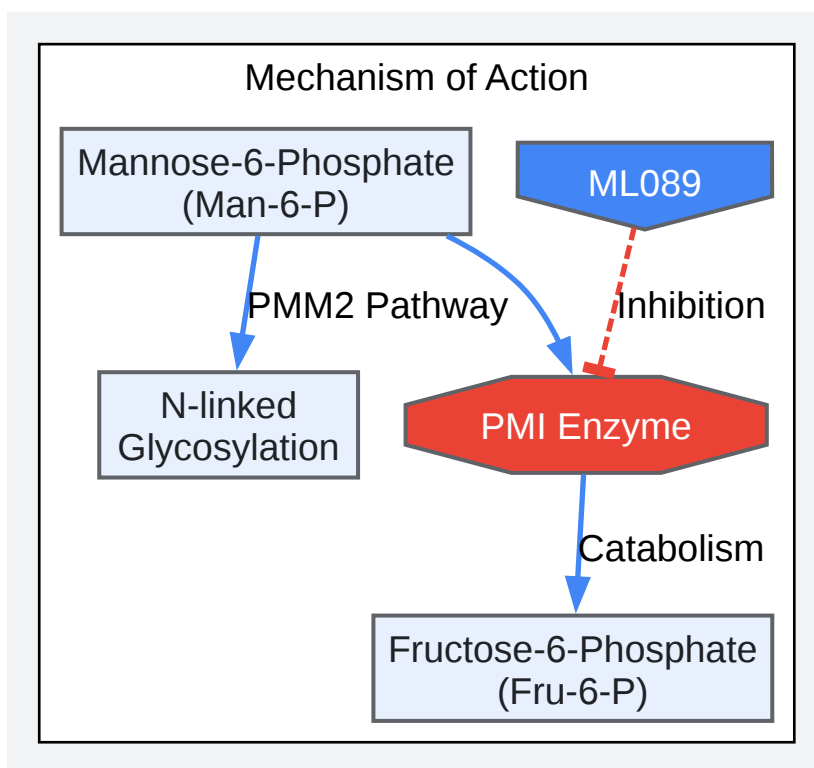 Mechanism of Action
Mannose-6-Phosphate
(Man-6-P)
ML089
PMM2 Pathway
Inhibition
N-linked
Glycosylation
PMI Enzyme
Catabolism
Fructose-6-Phosphate
(Fru-6-P)